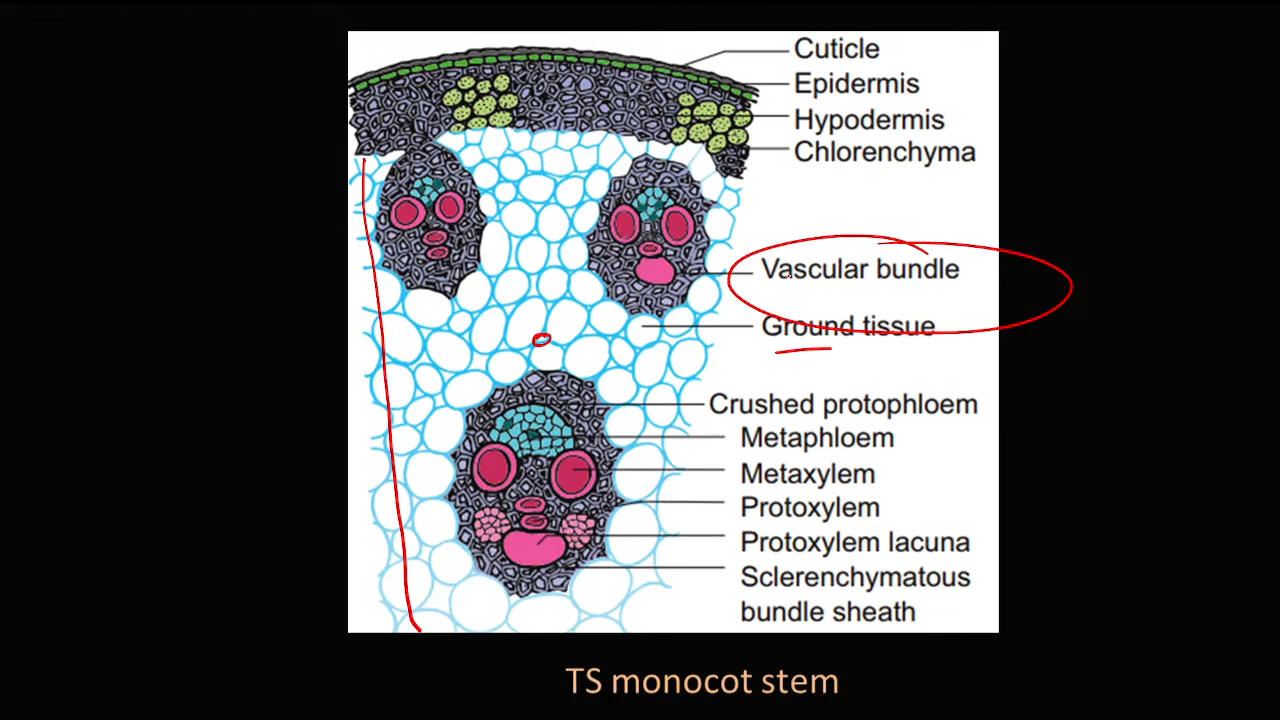 Cuticle
Epidermis
Hypodermis
Chlorenchyma
Vascular bundle
Ground tissue
Crushed protophloem
Metaphloem
Metaxylem
Protoxylem
Protoxylem lacuna
Sclerenchymatous
bundle sheath
TS monocot stem